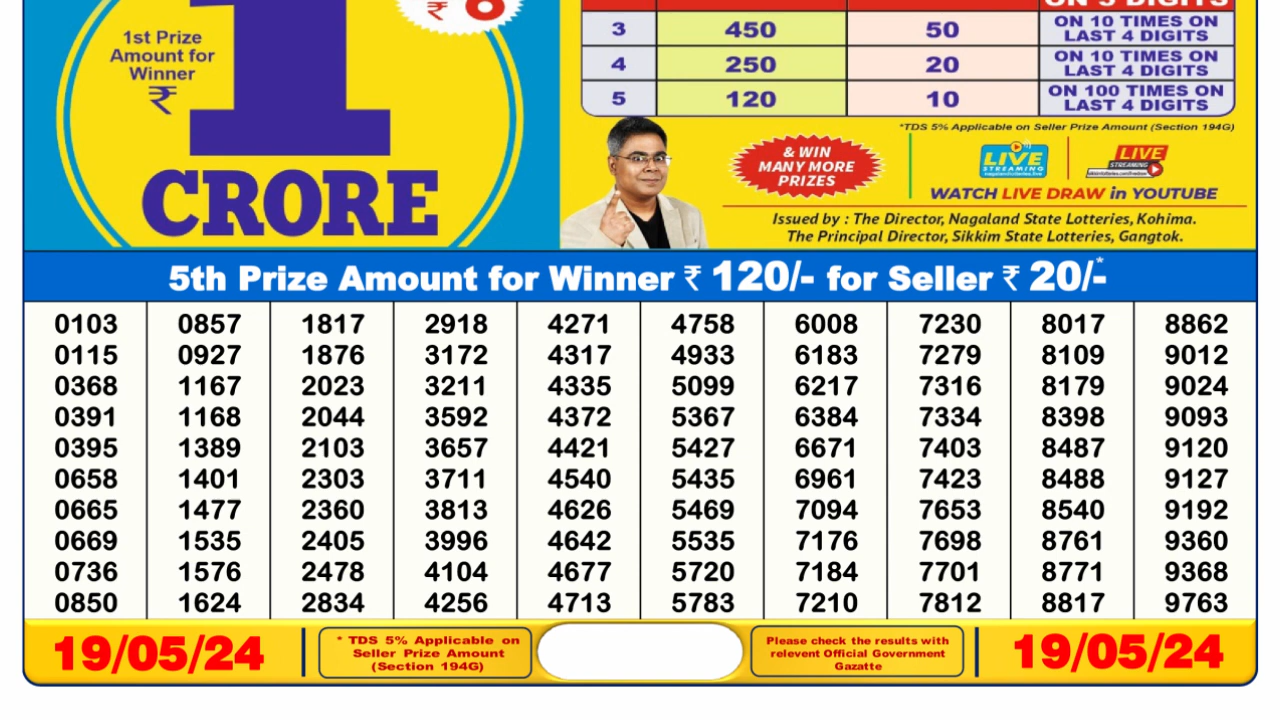 ₹ 6
1st Prize
Amount for
Winner
₹
1
CRORE
ON 5 DIGITS
3 450 50 ON 10 TIMES ON LAST 4 DIGITS
4 250 20 ON 10 TIMES ON LAST 4 DIGITS
5 120 10 ON 100 TIMES ON LAST 4 DIGITS
*TDS 5% Applicable on Seller Prize Amount (Section 194G)
& WIN
MANY MORE
PRIZES
LIVE
STREAMING
LIVE
STREAMING
WATCH LIVE DRAW in YOUTUBE
Issued by : The Director, Nagaland State Lotteries, Kohima.
The Principal Director, Sikkim State Lotteries, Gangtok.
5th Prize Amount for Winner ₹ 120/- for Seller ₹ 20/-*
0103 0857 1817 2918 4271 4758 6008 7230 8017 8862
0115 0927 1876 3172 4317 4933 6183 7279 8109 9012
0368 1167 2023 3211 4335 5099 6217 7316 8179 9024
0391 1168 2044 3592 4372 5367 6384 7334 8398 9093
0395 1389 2103 3657 4421 5427 6671 7403 8487 9120
0658 1401 2303 3711 4540 5435 6961 7423 8488 9127
0665 1477 2360 3813 4626 5469 7094 7653 8540 9192
0669 1535 2405 3996 4642 5535 7176 7698 8761 9360
0736 1576 2478 4104 4677 5720 7184 7701 8771 9368
0850 1624 2834 4256 4713 5783 7210 7812 8817 9763
19/05/24
* TDS 5% Applicable on
Seller Prize Amount
(Section 194G)
Please check the results with
relevent Official Government
Gazatte
19/05/24